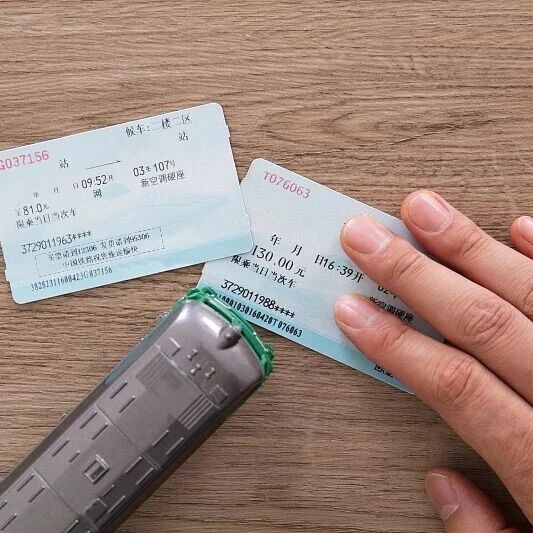 候车:二楼二区
G037156
站 站
年 月 日09:52开 03车107号
网
¥81.0元 新空调硬座
限乘当日当次车
3729011963****
买票请到12306 发货请到95306
中国铁路祝您旅途愉快
38282311600423G037156
T076063
年 月 日16:39开
130.00元
限乘当日当次车 新空调硬座
3729011988****